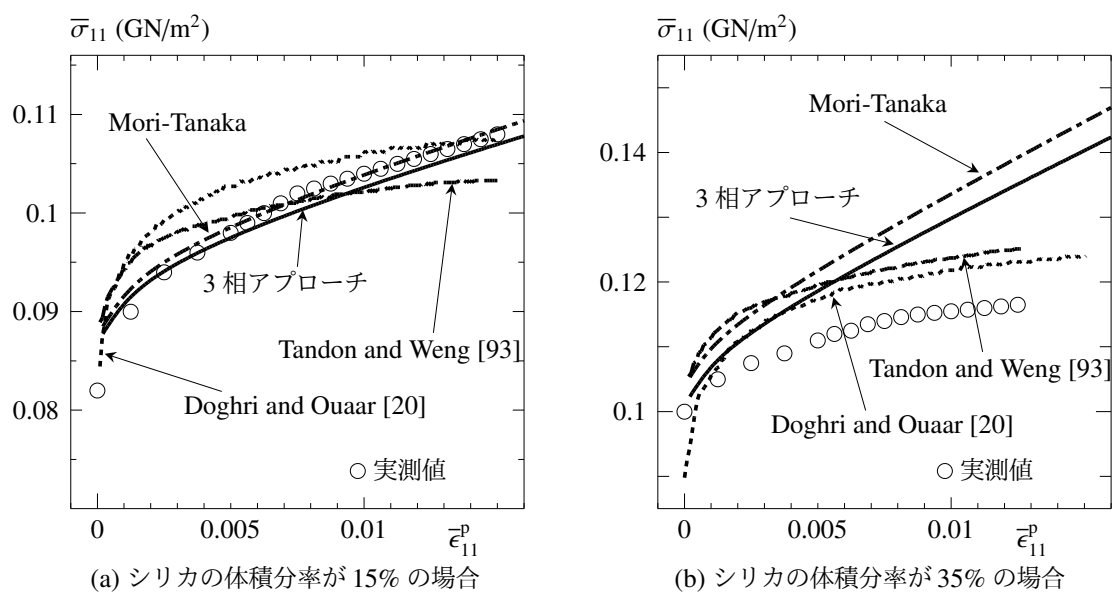 σ̅₁₁ (GN/m²)
0.11
0.1
0.09
0.08
Mori-Tanaka
3 相アプローチ
Tandon and Weng [93]
Doghri and Ouaar [20]
実測値
0
0.005
0.01
ϵ̅ᵖ₁₁
(a) シリカの体積分率が 15% の場合
σ̅₁₁ (GN/m²)
0.14
0.12
0.1
Mori-Tanaka
3 相アプローチ
Tandon and Weng [93]
Doghri and Ouaar [20]
実測値
0
0.005
0.01
ϵ̅ᵖ₁₁
(b) シリカの体積分率が 35% の場合